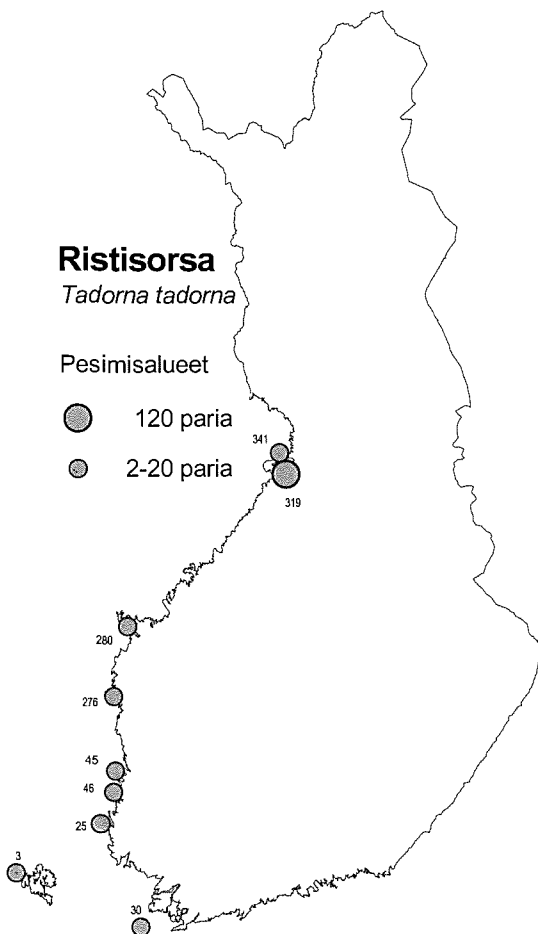 Ristisorsa
Tadorna tadorna
Pesimisalueet
120 paria
2-20 paria
341
319
280
276
45
46
25
3
30